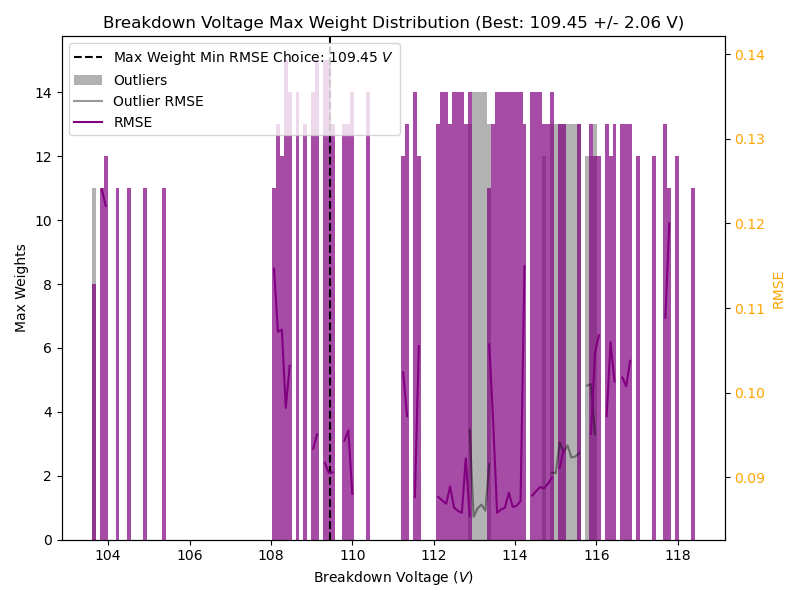 Breakdown Voltage Max Weight Distribution (Best: 109.45 +/- 2.06 V)
Max Weight Min RMSE Choice: 109.45 V
Outliers
Outlier RMSE
RMSE
Max Weights
0
2
4
6
8
10
12
14
RMSE
0.09
0.10
0.11
0.12
0.13
0.14
104
106
108
110
112
114
116
118
Breakdown Voltage (V)